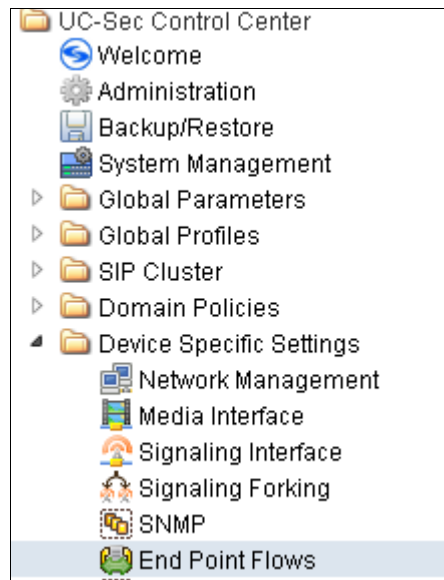 UC-Sec Control Center
Welcome
Administration
Backup/Restore
System Management
Global Parameters
Global Profiles
SIP Cluster
Domain Policies
Device Specific Settings
Network Management
Media Interface
Signaling Interface
Signaling Forking
SNMP
End Point Flows